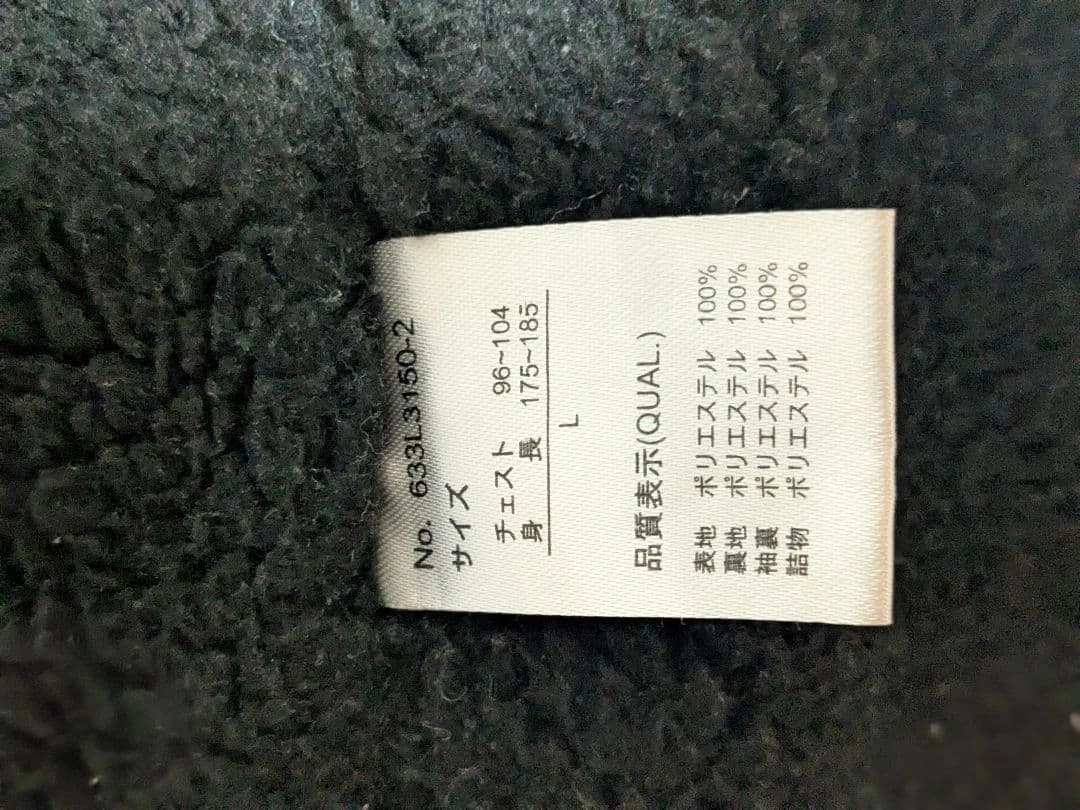 No. 633L3150-2
サイズ
チェスト 96~104
身長 175~185
L
品質表示(QUAL.)
表地 ポリエステル 100%
裏地 ポリエステル 100%
袖裏 ポリエステル 100%
詰物 ポリエステル 100%